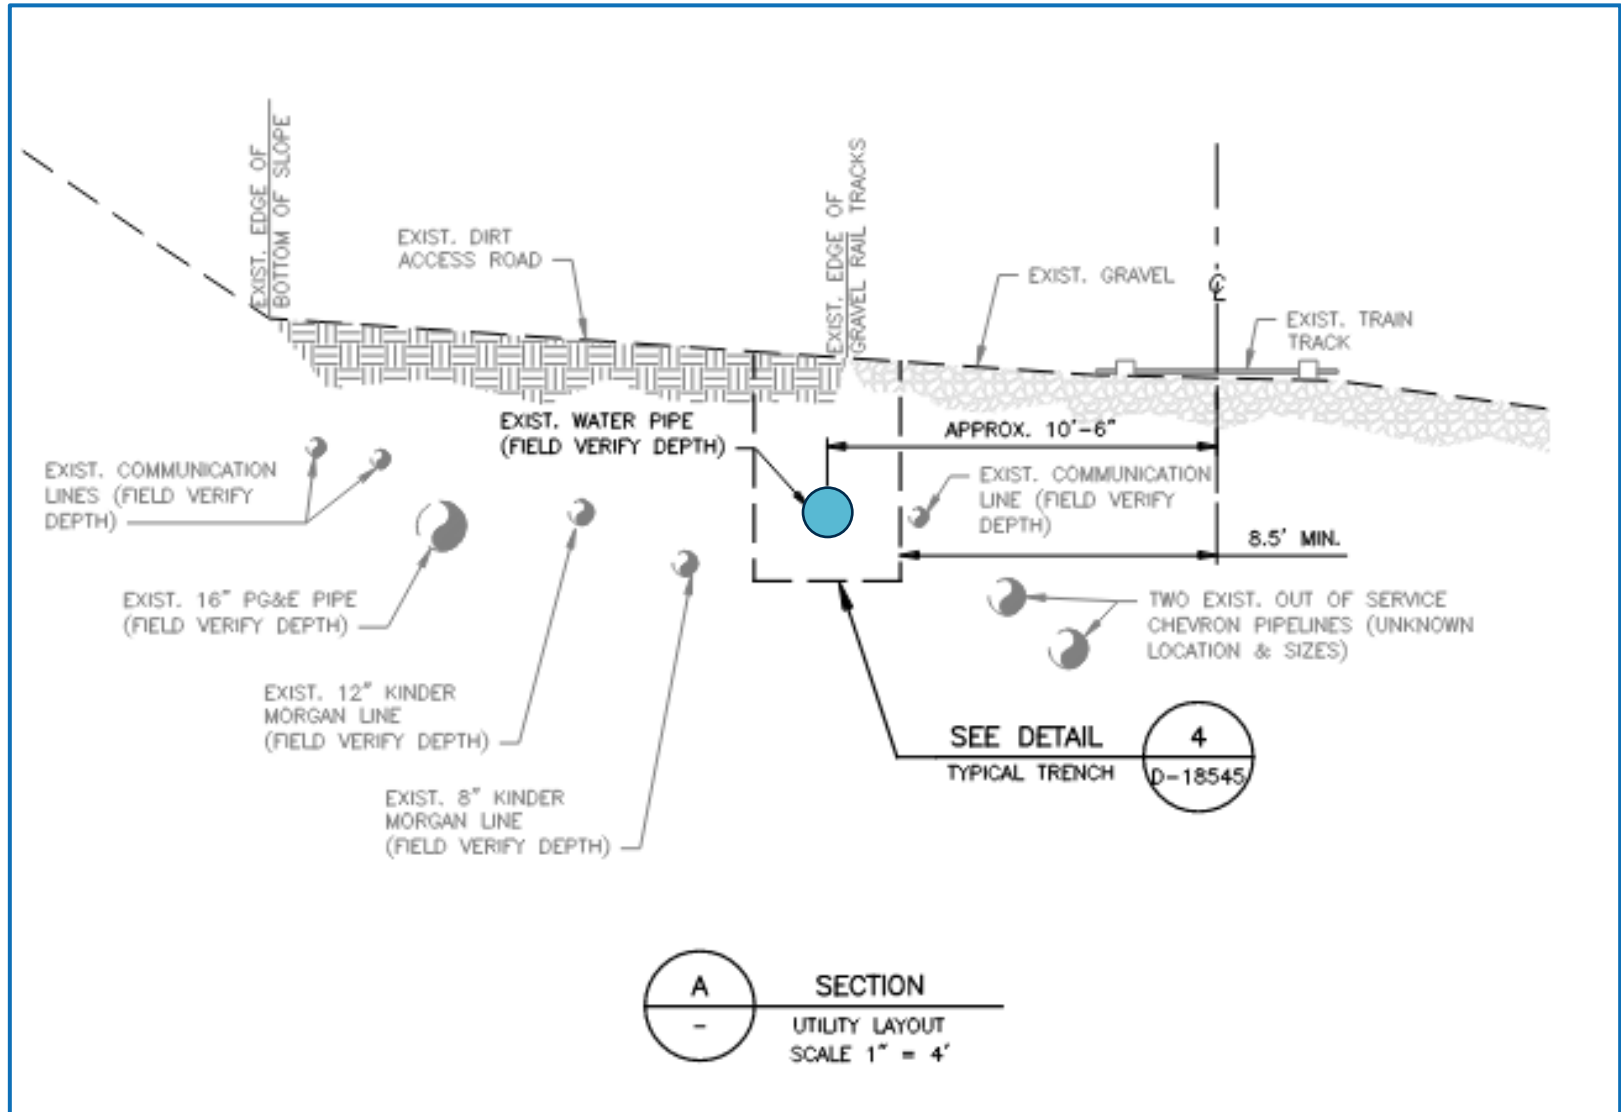 EXIST. EDGE OF
BOTTOM OF SLOPE
EXIST. DIRT
ACCESS ROAD
EXIST. EDGE OF
GRAVEL RAIL TRACKS
EXIST. GRAVEL
℄
EXIST. TRAIN
TRACK
EXIST. WATER PIPE
(FIELD VERIFY DEPTH)
APPROX. 10'-6"
EXIST. COMMUNICATION
LINES (FIELD VERIFY
DEPTH)
EXIST. COMMUNICATION
LINE (FIELD VERIFY
DEPTH)
8.5' MIN.
EXIST. 16" PG&E PIPE
(FIELD VERIFY DEPTH)
TWO EXIST. OUT OF SERVICE
CHEVRON PIPELINES (UNKNOWN
LOCATION & SIZES)
EXIST. 12" KINDER
MORGAN LINE
(FIELD VERIFY DEPTH)
SEE DETAIL
TYPICAL TRENCH
4
D-18545
EXIST. 8" KINDER
MORGAN LINE
(FIELD VERIFY DEPTH)
A
-
SECTION
UTILITY LAYOUT
SCALE 1" = 4'